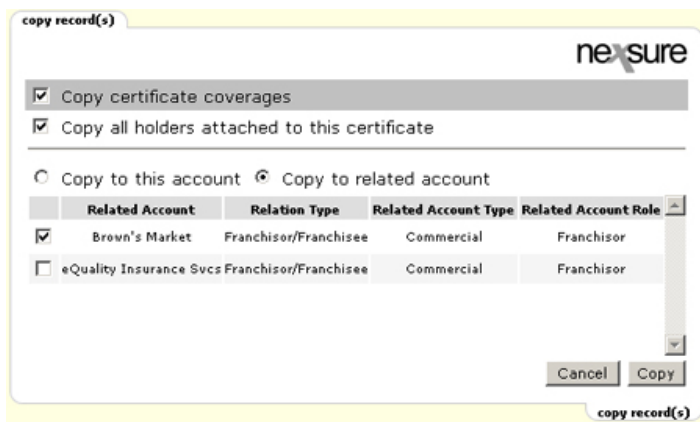 copy record(s)
nexsure
Copy certificate coverages
Copy all holders attached to this certificate
Copy to this account Copy to related account
Related Account Relation Type Related Account Type Related Account Role
Brown's Market Franchisor/Franchisee Commercial Franchisor
eQuality Insurance Svcs Franchisor/Franchisee Commercial Franchisor
Cancel Copy
copy record(s)